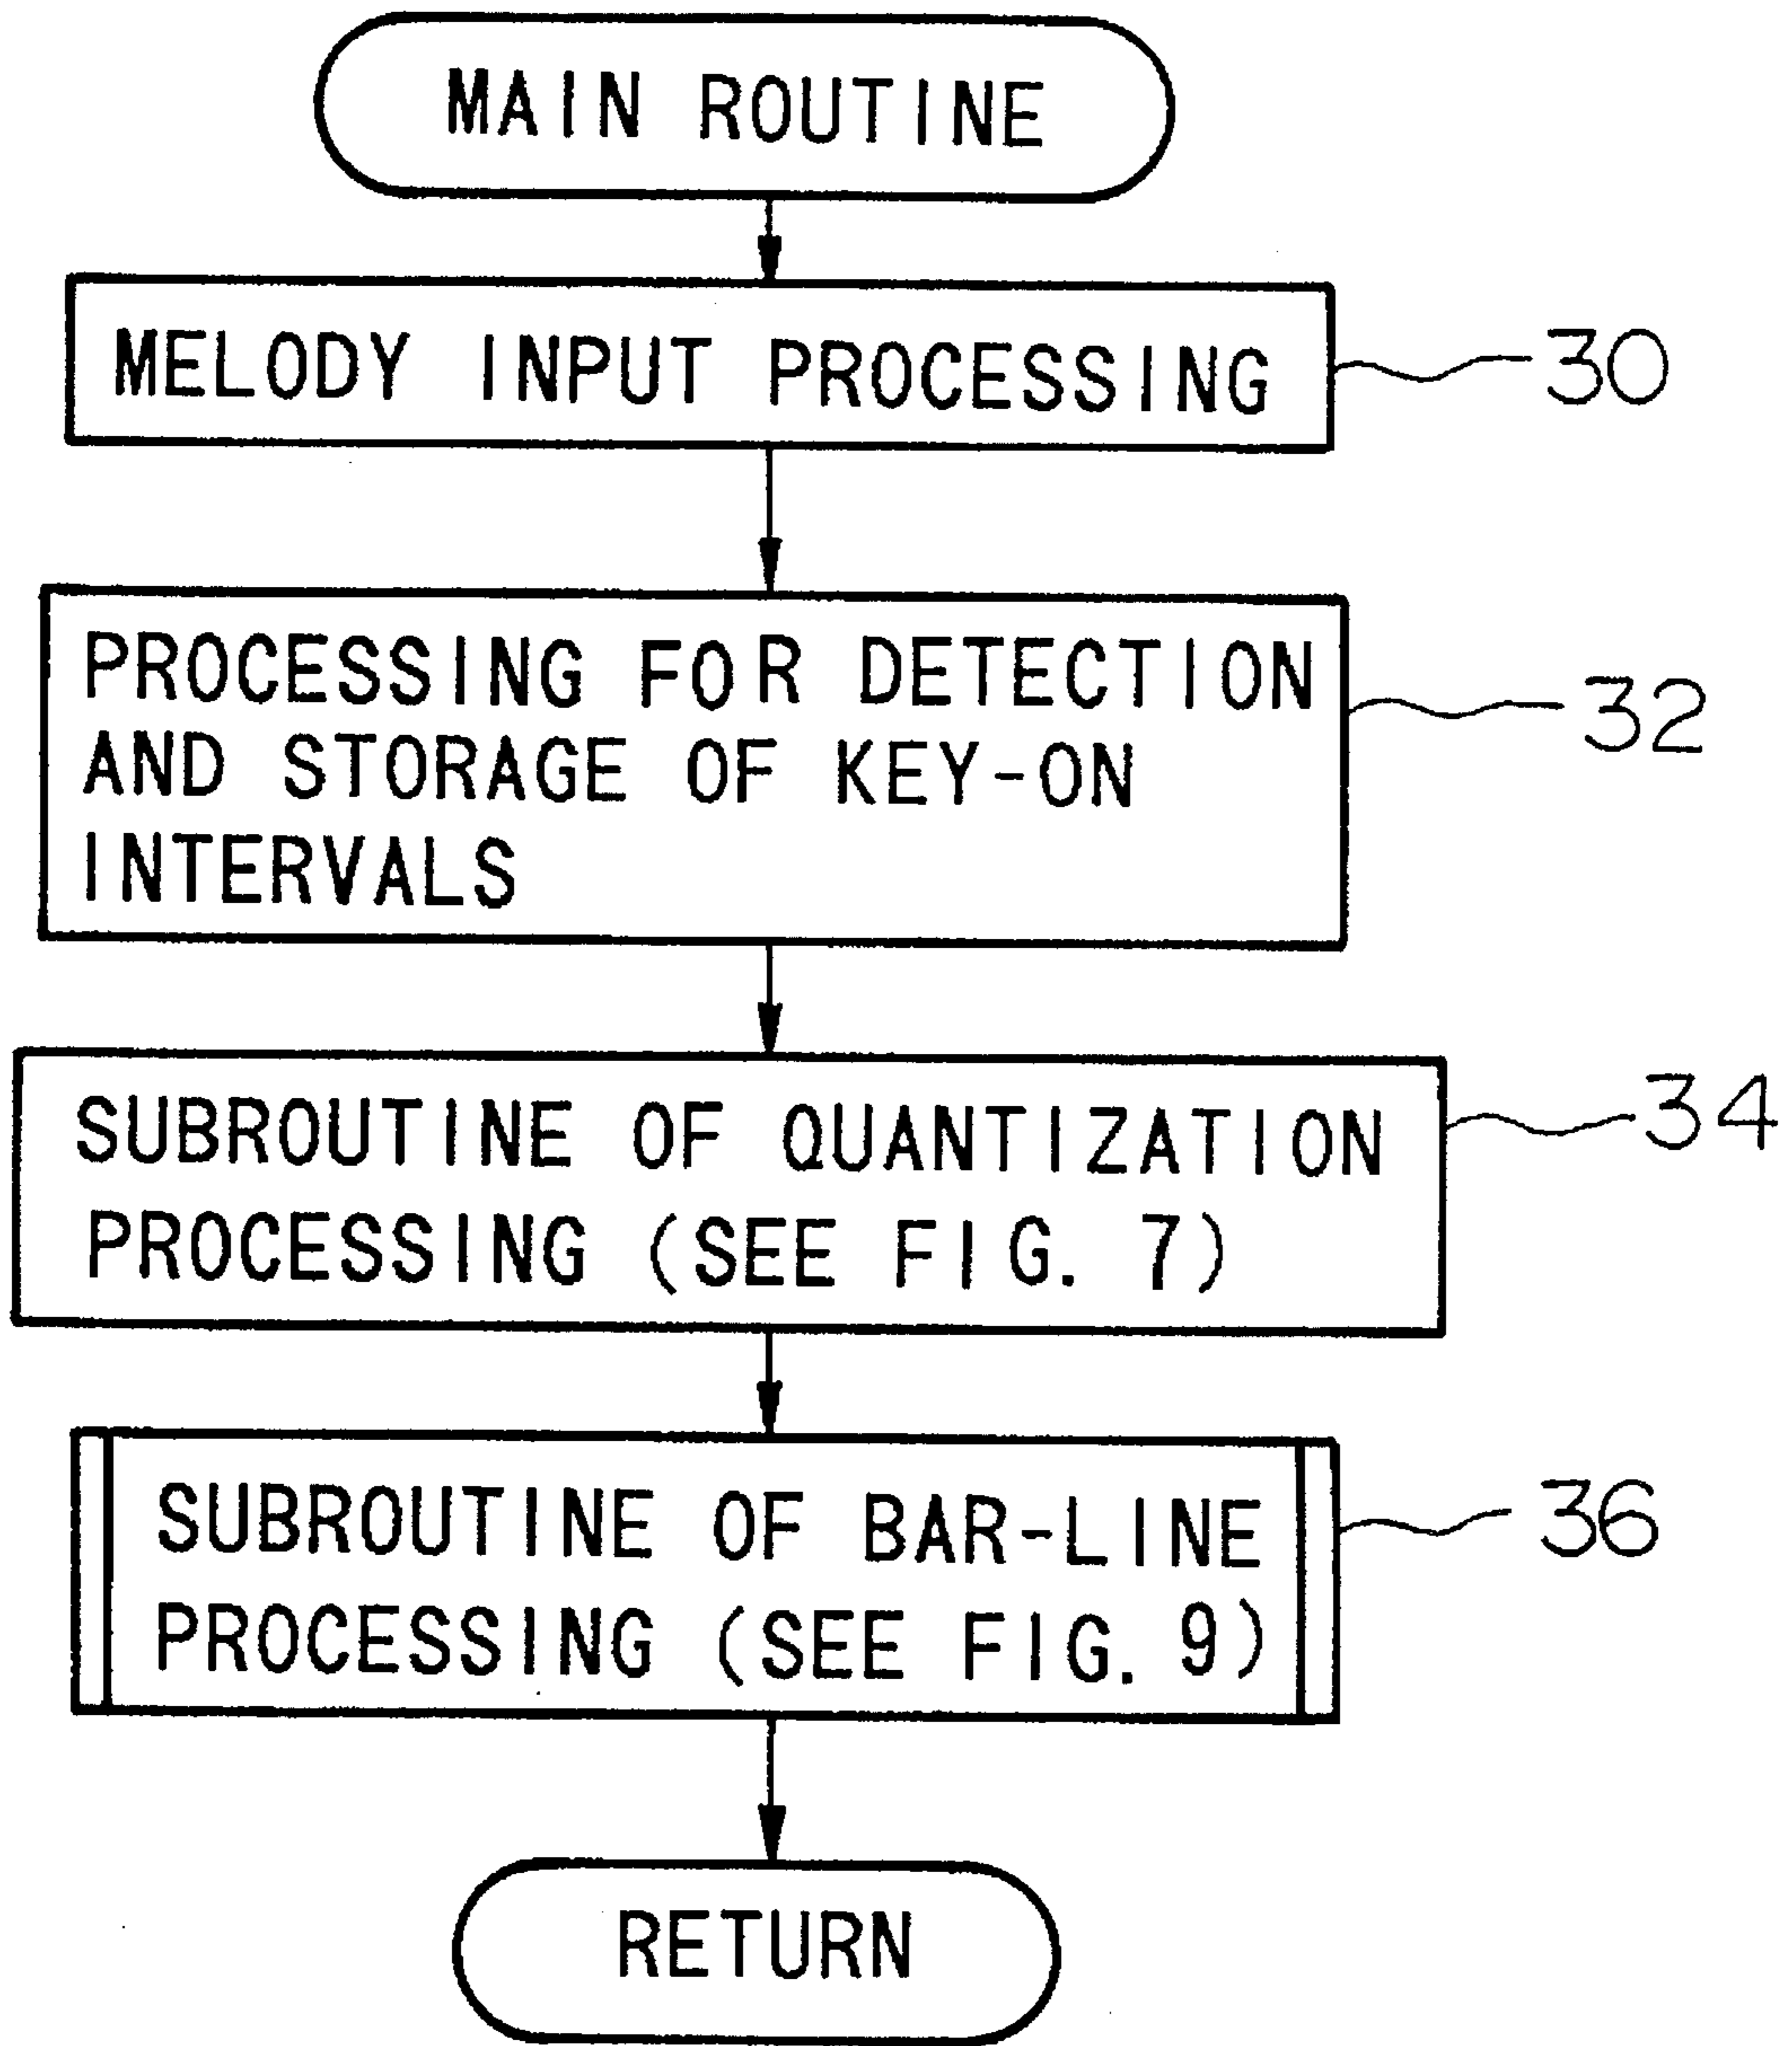 MAIN ROUTINE
MELODY INPUT PROCESSING
30
PROCESSING FOR DETECTION
AND STORAGE OF KEY-ON
INTERVALS
32
SUBROUTINE OF QUANTIZATION
PROCESSING (SEE FIG. 7)
34
SUBROUTINE OF BAR-LINE
PROCESSING (SEE FIG. 9)
36
RETURN